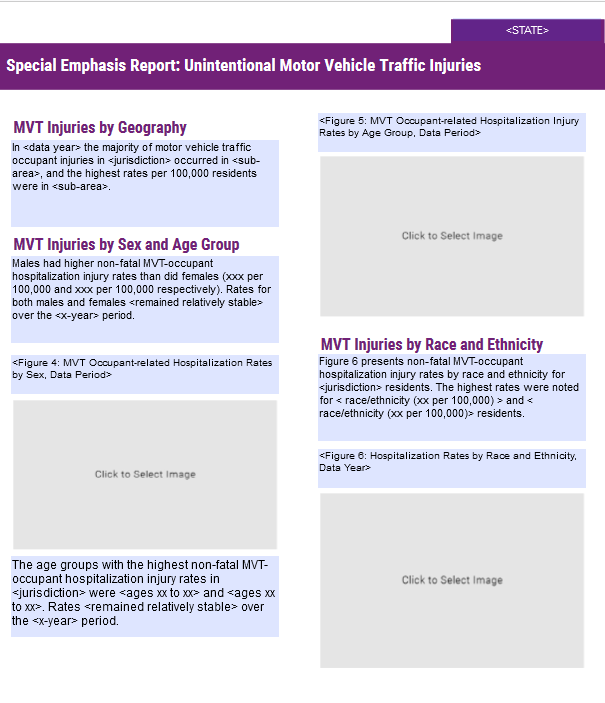 <STATE>
Special Emphasis Report: Unintentional Motor Vehicle Traffic Injuries
MVT Injuries by Geography
In <data year> the majority of motor vehicle traffic
occupant injuries in <jurisdiction> occurred in <sub-
area>, and the highest rates per 100,000 residents
were in <sub-area>.
MVT Injuries by Sex and Age Group
Males had higher non-fatal MVT-occupant
hospitalization injury rates than did females (xxx per
100,000 and xxx per 100,000 respectively). Rates for
both males and females <remained relatively stable>
over the <x-year> period.
<Figure 4: MVT Occupant-related Hospitalization Rates
by Sex, Data Period>
Click to Select Image
The age groups with the highest non-fatal MVT-
occupant hospitalization injury rates in
<jurisdiction> were <ages xx to xx> and <ages xx
to xx>. Rates <remained relatively stable> over
the <x-year> period.
<Figure 5: MVT Occupant-related Hospitalization Injury
Rates by Age Group, Data Period>
Click to Select Image
MVT Injuries by Race and Ethnicity
Figure 6 presents non-fatal MVT-occupant
hospitalization injury rates by race and ethnicity for
<jurisdiction> residents. The highest rates were noted
for < race/ethnicity (xx per 100,000) > and <
race/ethnicity (xx per 100,000)> residents.
<Figure 6: Hospitalization Rates by Race and Ethnicity,
Data Year>
Click to Select Image